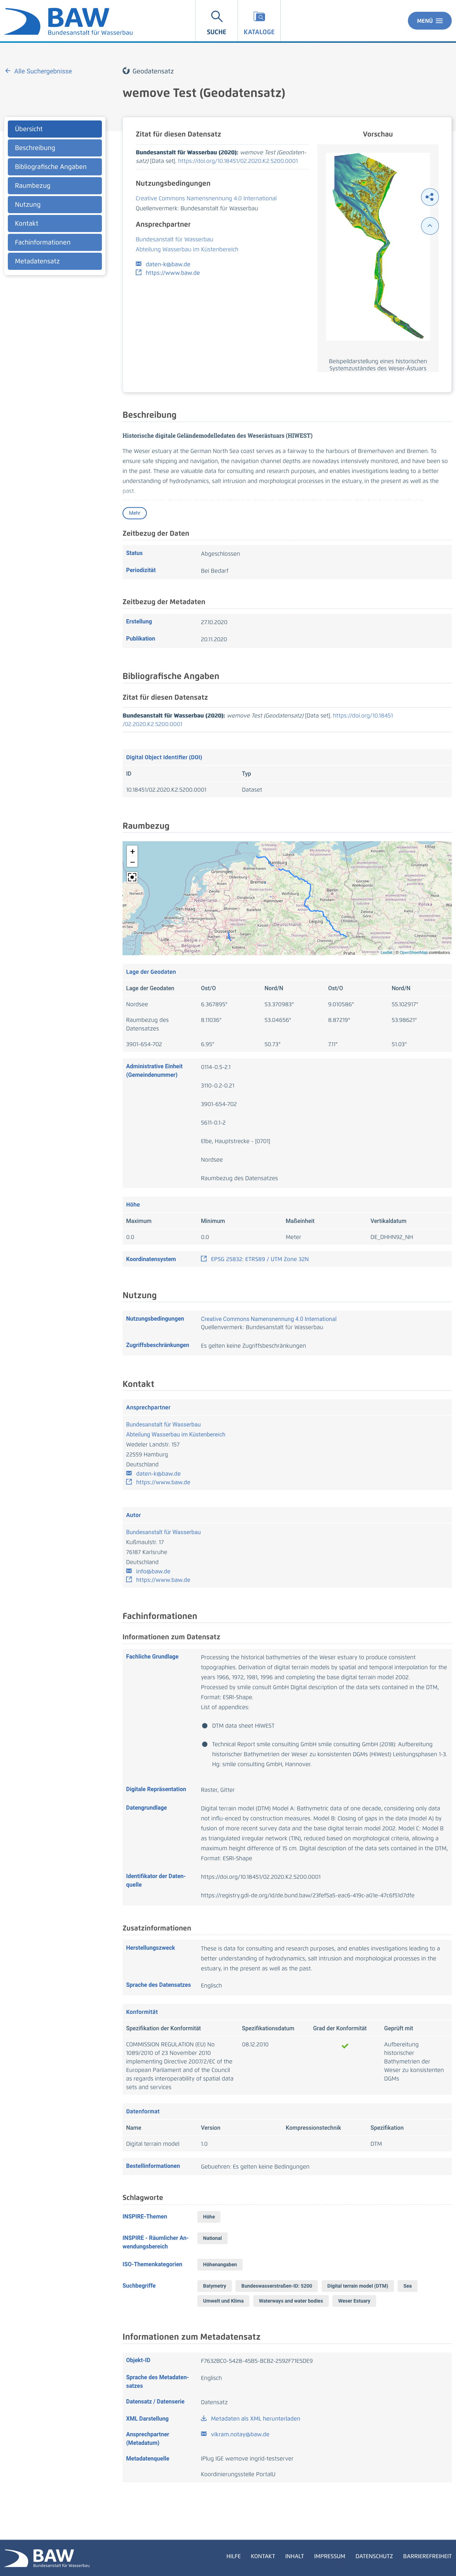 BAW
Bundesanstalt für Wasserbau
SUCHE
KATALOGE
MENÜ
Alle Suchergebnisse
Geodatensatz
wemove Test (Geodatensatz)
Übersicht
Beschreibung
Bibliografische Angaben
Raumbezug
Nutzung
Kontakt
Fachinformationen
Metadatensatz
Zitat für diesen Datensatz
Bundesanstalt für Wasserbau (2020): wemove Test (Geodaten-
satz) [Data set]. https://doi.org/10.18451/02.2020.K2.5200.0001
Nutzungsbedingungen
Creative Commons Namensnennung 4.0 International
Quellenvermerk: Bundesanstalt für Wasserbau
Ansprechpartner
Bundesanstalt für Wasserbau
Abteilung Wasserbau im Küstenbereich
daten-k@baw.de
https://www.baw.de
Vorschau
Beispieldarstellung eines historischen
Systemzustándes des Weser-Ästuars
Beschreibung
Historische digitale Geländemodelledaten des Weserästuars (HIWEST)
The Weser estuary at the German North Sea coast serves as a fairway to the harbours of Bremerhaven and Bremen. To
ensure safe shipping and navigation, the navigation channel depths are nowadays intensively monitored, and have been so
in the past. These are valuable data for consulting and research purposes, and enables investigations leading to a better
understanding of hydrodynamics, salt intrusion and morphological processes in the estuary, in the present as well as the
past.
Mehr
Zeitbezug der Daten
Status
Abgeschlossen
Periodizität
Bei Bedarf
Zeitbezug der Metadaten
Erstellung
27.10.2020
Publikation
20.11.2020
Bibliografische Angaben
Zitat für diesen Datensatz
Bundesanstalt für Wasserbau (2020): wemove Test (Geodatensatz) [Data set]. https://doi.org/10.18451
/02.2020.K2.5200.0001
Digital Object Identifier (DOI)
ID Typ
10.18451/02.2020.K2.5200.0001 Dataset
Raumbezug
+
−
Hamburg
Bremen
Berlin
Deutschland
Praha
Leaflet | © OpenStreetMap contributors
Lage der Geodaten
Lage der Geodaten Ost/O Nord/N Ost/O Nord/N
Nordsee 6.367895° 53.370983° 9.010586° 55.102917°
Raumbezug des
Datensatzes
8.11036° 53.04656° 8.87219° 53.98621°
3901-654-702 6.95° 50.73° 7.11° 51.03°
Administrative Einheit
(Gemeindenummer)
0114-0.5-2.1
3110-0.2-0.21
3901-654-702
5611-0.1-2
Elbe, Hauptstrecke - [0701]
Nordsee
Raumbezug des Datensatzes
Höhe
Maximum Minimum Maßeinheit Vertikaldatum
0.0 0.0 Meter DE_DHHN92_NH
Koordinatensystem
EPSG 25832: ETRS89 / UTM Zone 32N
Nutzung
Nutzungsbedingungen
Creative Commons Namensnennung 4.0 International
Quellenvermerk: Bundesanstalt für Wasserbau
Zugriffsbeschränkungen
Es gelten keine Zugriffsbeschränkungen
Kontakt
Ansprechpartner
Bundesanstalt für Wasserbau
Abteilung Wasserbau im Küstenbereich
Wedeler Landstr. 157
22559 Hamburg
Deutschland
daten-k@baw.de
https://www.baw.de
Autor
Bundesanstalt für Wasserbau
Kußmaulstr. 17
76187 Karlsruhe
Deutschland
info@baw.de
https://www.baw.de
Fachinformationen
Informationen zum Datensatz
Fachliche Grundlage
Processing the historical bathymetries of the Weser estuary to produce consistent
topographies. Derivation of digital terrain models by spatial and temporal interpolation for the
years 1966, 1972, 1981, 1996 and completing the base digital terrain model 2002.
Processed by smile consult GmbH Digital description of the data sets contained in the DTM,
Format: ESRI-Shape.
List of appendices:
DTM data sheet HIWEST
Technical Report smile consulting GmbH smile consulting GmbH (2018): Aufbereitung
historischer Bathymetrien der Weser zu konsistenten DGMs (HiWest) Leistungsphasen 1-3.
Hg. smile consulting GmbH, Hannover.
Digitale Repräsentation
Raster, Gitter
Datengrundlage
Digital terrain model (DTM) Model A: Bathymetric data of one decade, considering only data
not influ-enced by construction measures. Model B: Closing of gaps in the data (model A) by
future of more-recent survey data and the base digital terrain model 2002. Model C: Model B
as triangulated irregular network (TIN), reduced based on morphological criteria, allowing a
maximum height difference of 15 cm. Digital description of the data sets contained in the DTM,
Format: ESRI-Shape
Identifikator der Daten-
quelle
https://doi.org/10.18451/02.2020.K2.5200.0001
https://registry.gdi-de.org/id/de.bund.baw/23fef5a5-eac6-419c-a01e-47c6f51d7dfe
Zusatzinformationen
Herstellungszweck
These is data for consulting and research purposes, and enables investigations leading to a
better understanding of hydrodynamics, salt intrusion and morphological processes in the
estuary, in the present as well as the past.
Sprache des Datensatzes
Englisch
Konformität
Spezifikation der Konformität Spezifikationsdatum Grad der Konformität Geprüft mit
COMMISSION REGULATION (EU) No
1089/2010 of 23 November 2010
implementing Directive 2007/2/EC of the
European Parliament and of the Council
as regards interoperability of spatial data
sets and services
08.12.2010
Aufbereitung
historischer
Bathymetrien der
Weser zu konsistenten
DGMs
Datenformat
Name Version Kompressionstechnik Spezifikation
Digital terrain model 1.0 DTM
Bestellinformationen
Gebuehren: Es gelten keine Bedingungen
Schlagworte
INSPIRE-Themen
Höhe
INSPIRE - Räumlicher An-
wendungsbereich
National
ISO-Themenkategorien
Höhenangaben
Suchbegriffe
Batymetry
Bundeswasserstraßen-ID: 5200
Digital terrain model (DTM)
Sea
Umwelt und Klima
Waterways and water bodies
Weser Estuary
Informationen zum Metadatensatz
Objekt-ID
F7632BC0-5428-45B5-BCB2-2592F71E5DE9
Sprache des Metadaten-
satzes
Englisch
Datensatz / Datenserie
Datensatz
XML Darstellung
Metadaten als XML herunterladen
Ansprechpartner
(Metadatum)
vikram.notay@baw.de
Metadatenquelle
iPlug IGE wemove Ingrid-testserver
Koordinierungsstelle PortalU
BAW
Bundesanstalt für Wasserbau
HILFE KONTAKT INHALT IMPRESSUM DATENSCHUTZ BARRIEREFREIHEIT